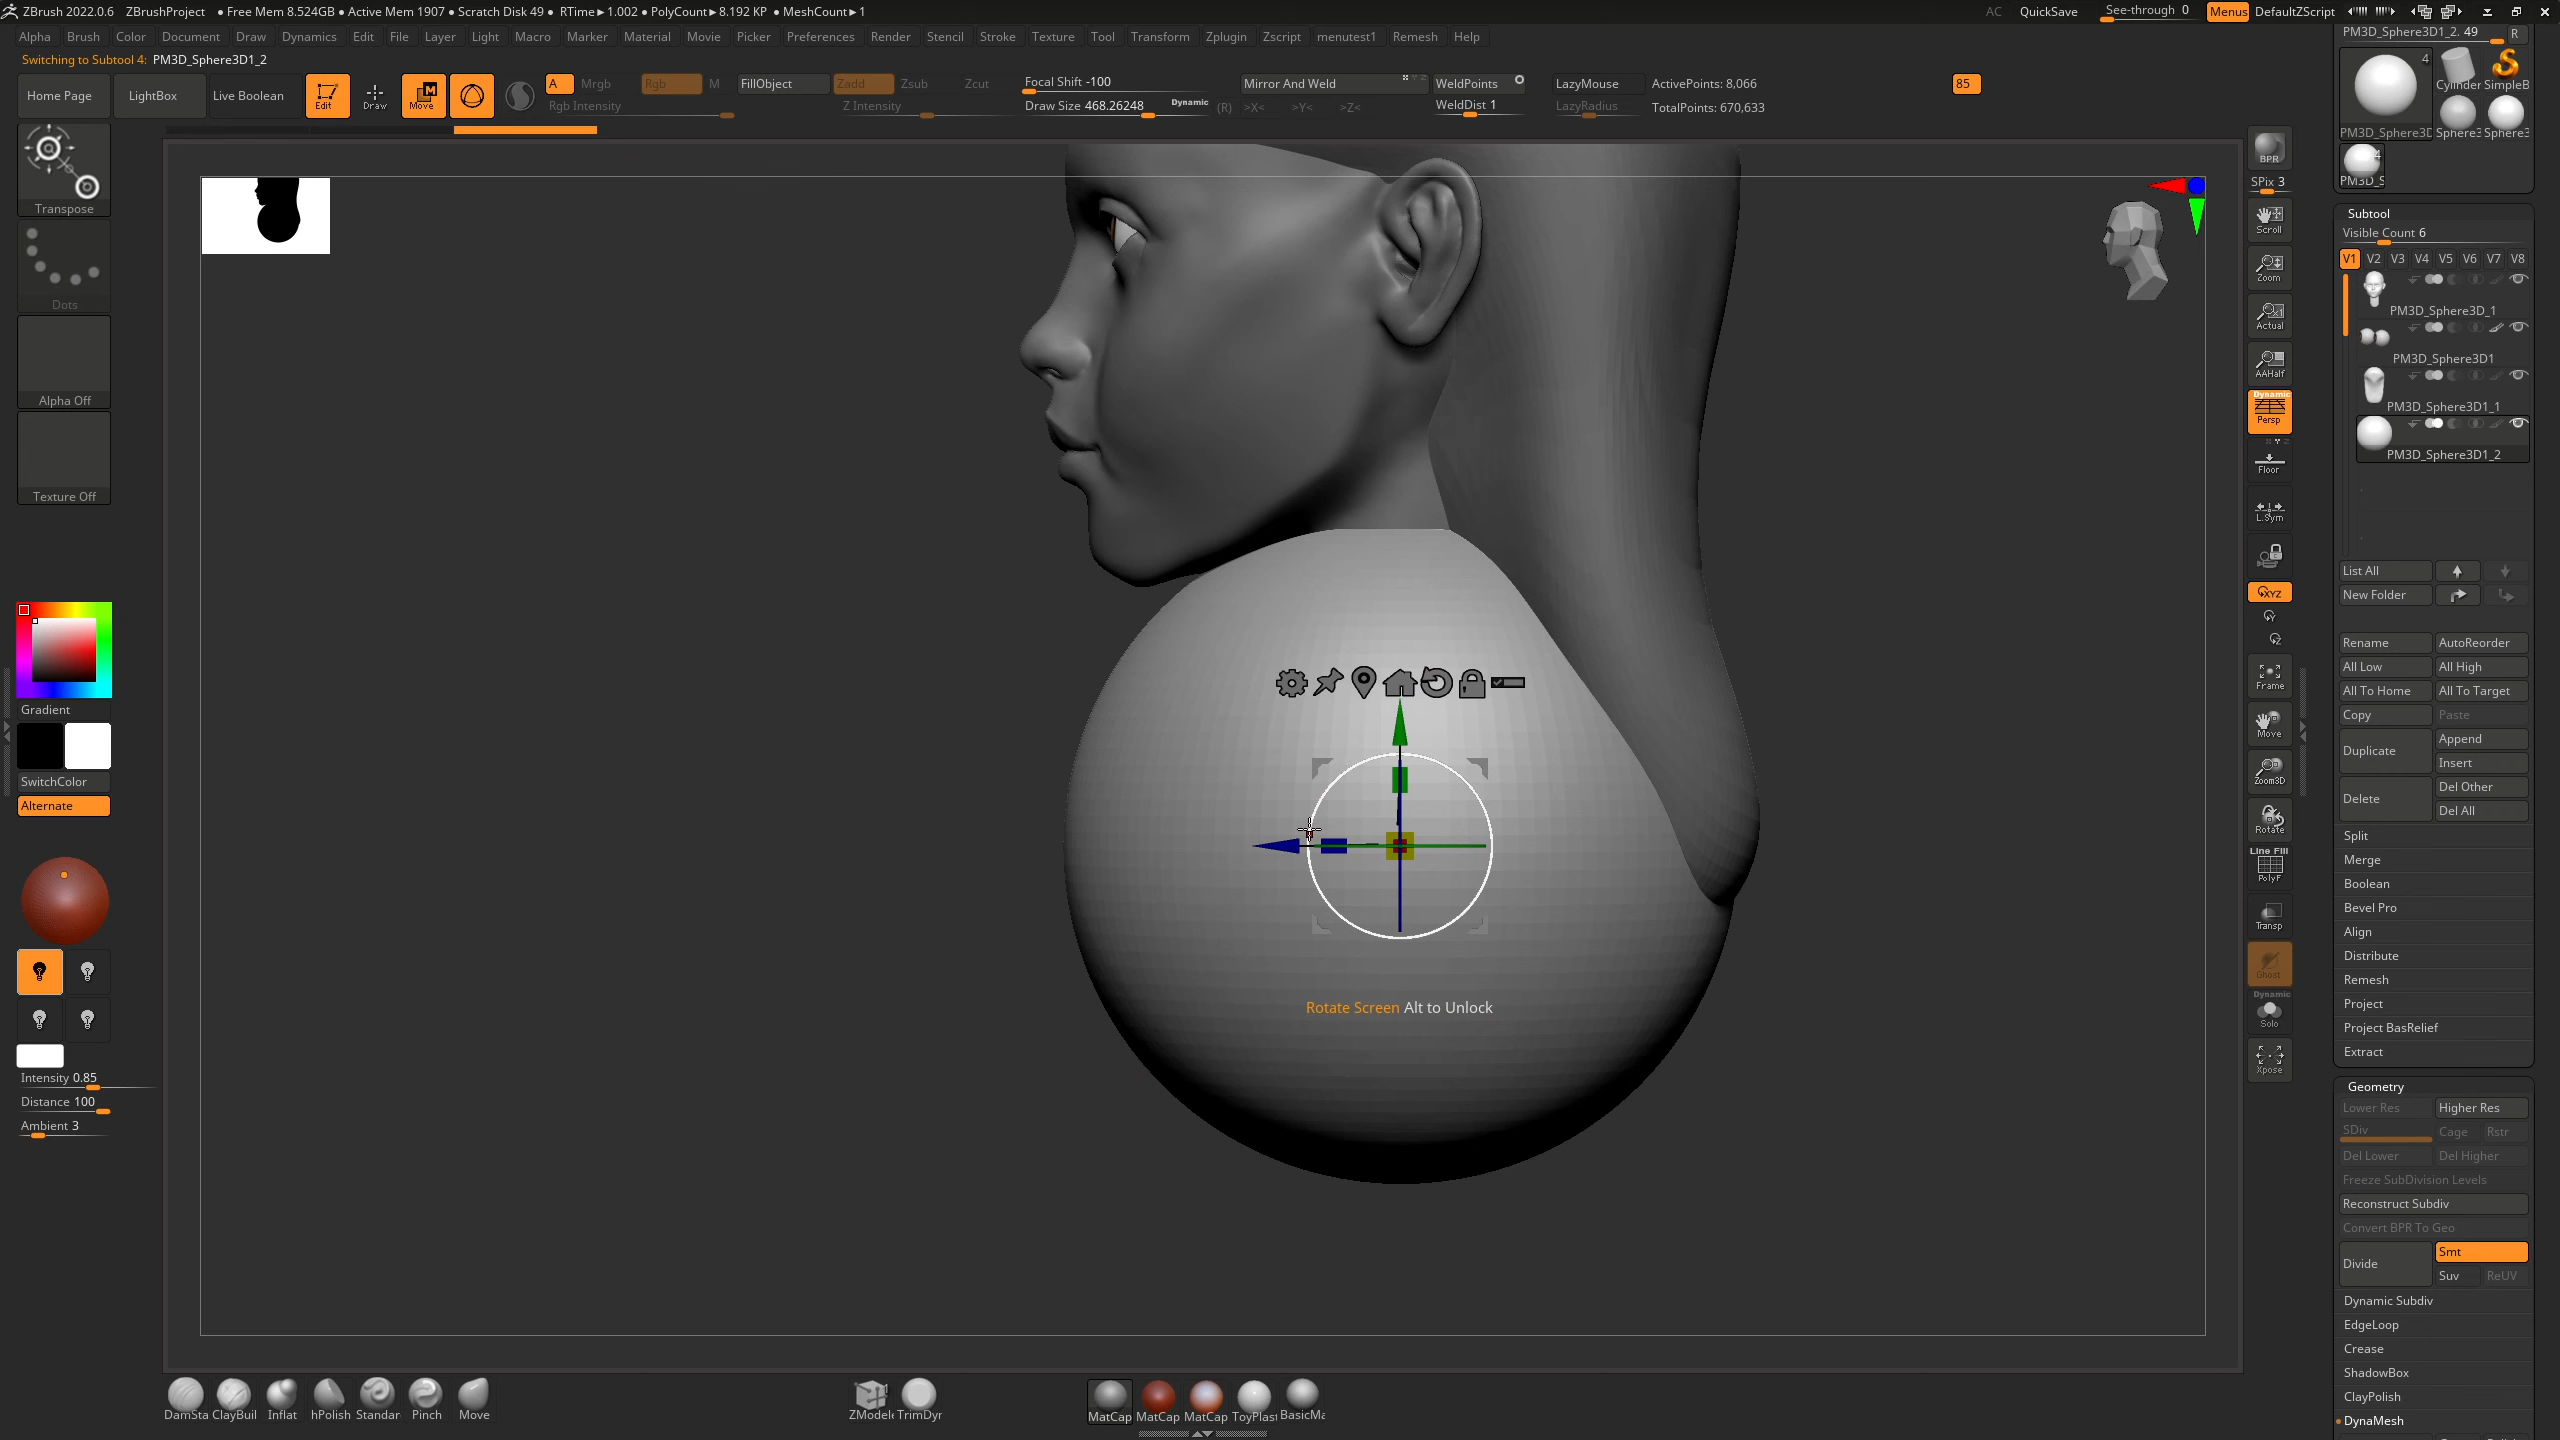 ZBrush 2022.0.6 ZBrushProject • Free Mem 8.524GB • Active Mem 1907 • Scratch Disk 49 • RTime►1.002 • PolyCount►8.192 KP • MeshCount►1
AC QuickSave See-through 0 Menus DefaultZScript
Alpha Brush Color Document Draw Dynamics Edit File Layer Light Macro Marker Material Movie Picker Preferences Render Stencil Stroke Texture Tool Transform Zplugin Zscript menutest1 Remesh Help
Switching to Subtool 4: PM3D_Sphere3D1_2
Home Page LightBox Live Boolean Edit Draw Move
A Mrgb Rgb M FillObject Zadd Zsub Zcut Focal Shift -100 Mirror And Weld WeldPoints LazyMouse ActivePoints: 8,066 85
Rgb Intensity Z Intensity Draw Size 468.26248 Dynamic (R) >X< >Y< >Z< WeldDist 1 LazyRadius TotalPoints: 670,633
Transpose
Dots
Alpha Off
Texture Off
Gradient
SwitchColor
Alternate
Intensity 0.85
Distance 100
Ambient 3
Rotate Screen Alt to Unlock
BPR
SPix 3
Scroll
Zoom
Actual
AAHalf
Dynamic
Persp
Floor
L.Sym
XYZ
Frame
Move
Zoom3D
Rotate
Line Fill
PolyF
Transp
Ghost
Dynamic
Solo
Xpose
PM3D_Sphere3D1_2. 49 R
4
Cylinder SimpleB
PM3D_Sphere3D Sphere3 Sphere3
4
PM3D_S
Subtool
Visible Count 6
V1 V2 V3 V4 V5 V6 V7 V8
PM3D_Sphere3D_1
PM3D_Sphere3D1
PM3D_Sphere3D1_1
PM3D_Sphere3D1_2
List All
New Folder
Rename AutoReorder
All Low All High
All To Home All To Target
Copy Paste
Duplicate Append
Insert
Delete Del Other
Del All
Split
Merge
Boolean
Bevel Pro
Align
Distribute
Remesh
Project
Project BasRelief
Extract
Geometry
Lower Res Higher Res
SDiv Cage Rstr
Del Lower Del Higher
Freeze SubDivision Levels
Reconstruct Subdiv
Convert BPR To Geo
Divide Smt
Suv ReUV
Dynamic Subdiv
EdgeLoop
Crease
ShadowBox
ClayPolish
DynaMesh
DamSta ClayBuil Inflat hPolish Standar Pinch Move ZModele TrimDyr MatCap MatCap MatCap ToyPlas BasicMa